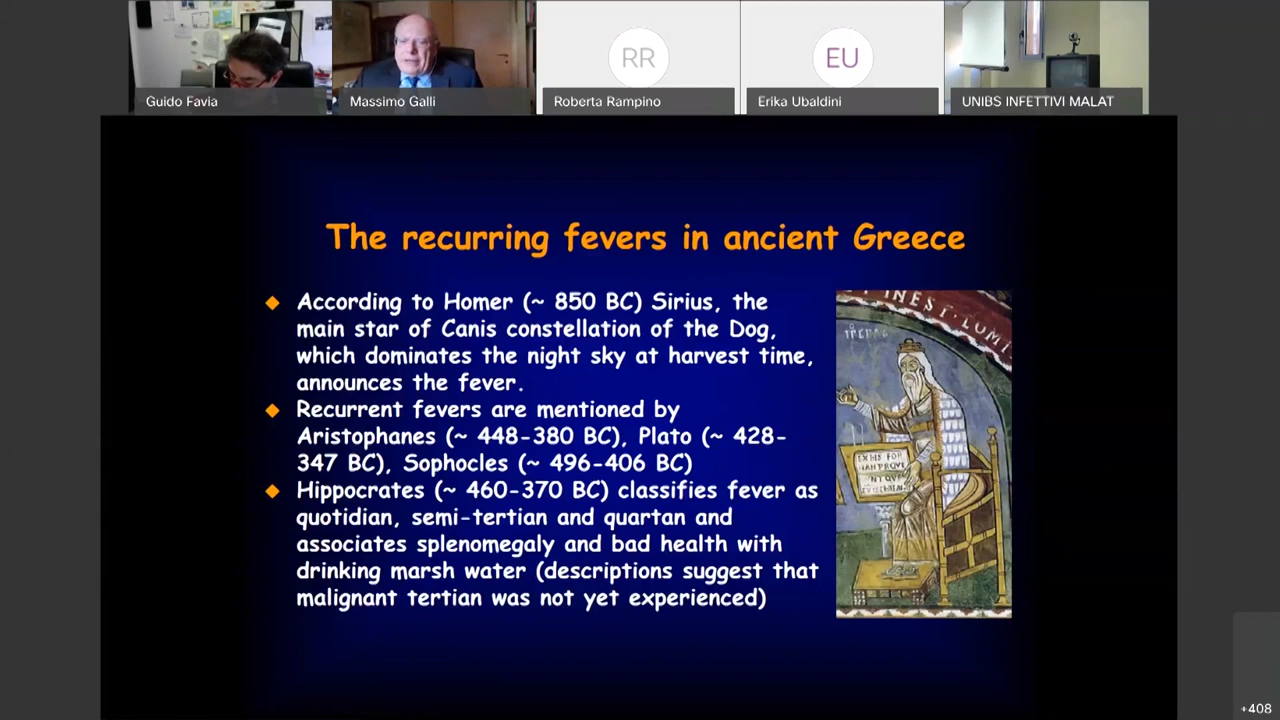 Guido Favia
Massimo Galli
RR
Roberta Rampino
EU
Erika Ubaldini
UNIBS INFETTIVI MALAT
The recurring fevers in ancient Greece
According to Homer (~ 850 BC) Sirius, the
main star of Canis constellation of the Dog,
which dominates the night sky at harvest time,
announces the fever.
Recurrent fevers are mentioned by
Aristophanes (~ 448-380 BC), Plato (~ 428-
347 BC), Sophocles (~ 496-406 BC)
Hippocrates (~ 460-370 BC) classifies fever as
quotidian, semi-tertian and quartan and
associates splenomegaly and bad health with
drinking marsh water (descriptions suggest that
malignant tertian was not yet experienced)
INEST·LUMI
+408